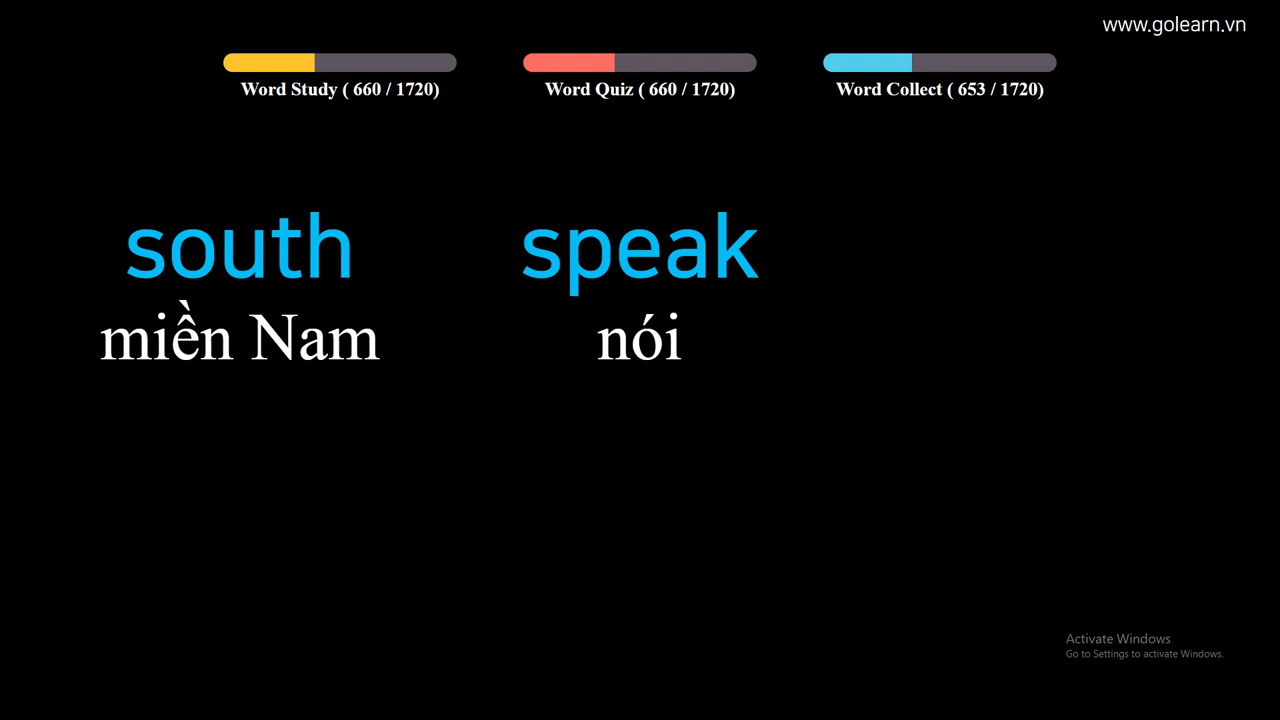 www.golearn.vn
Word Study ( 660 / 1720)
Word Quiz ( 660 / 1720)
Word Collect ( 653 / 1720)
south
miền Nam
speak
nói
Activate Windows
Go to Settings to activate Windows.